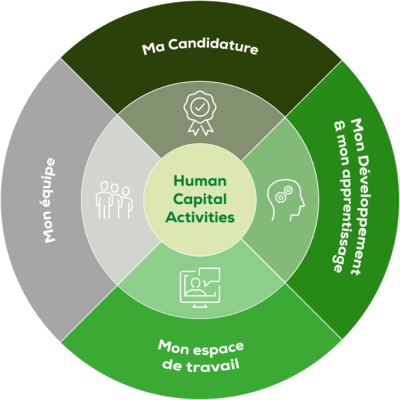 Ma Candidature
Mon Développement
& mon apprentissage
Human
Capital
Activities
Mon équipe
Mon espace
de travail